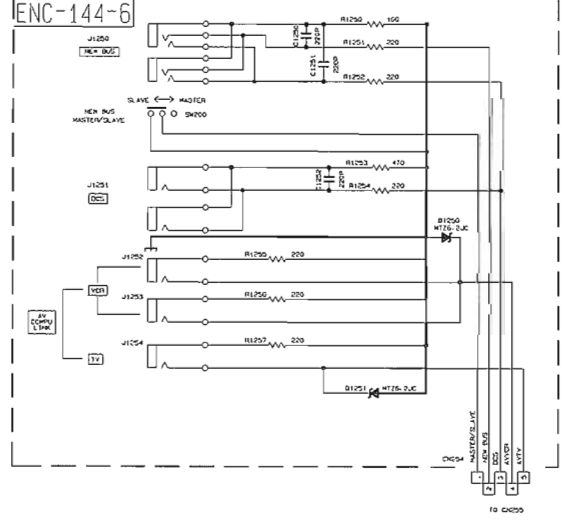 ENC-144-6
R1250 100
J1250
NEW BUS
C1250
220P
R1251 220
C1251
220P
R1252 220
SLAVE <-> MASTER
NEW BUS
MASTER/SLAVE
SW200
R1253 470
J1251
DCS
C1252
220P
R1254 220
D1250
MTZ6.2JC
J1252
R1255 220
VCR
J1253
R1256 220
AV
COMPU
LINK
J1254
R1257 220
TV
D1251 MTZ6.2JC
MASTER/SLAVE
NEW BUS
DCS
AVVCR
AVTV
CN254
1
2
3
4
5
TO CN255